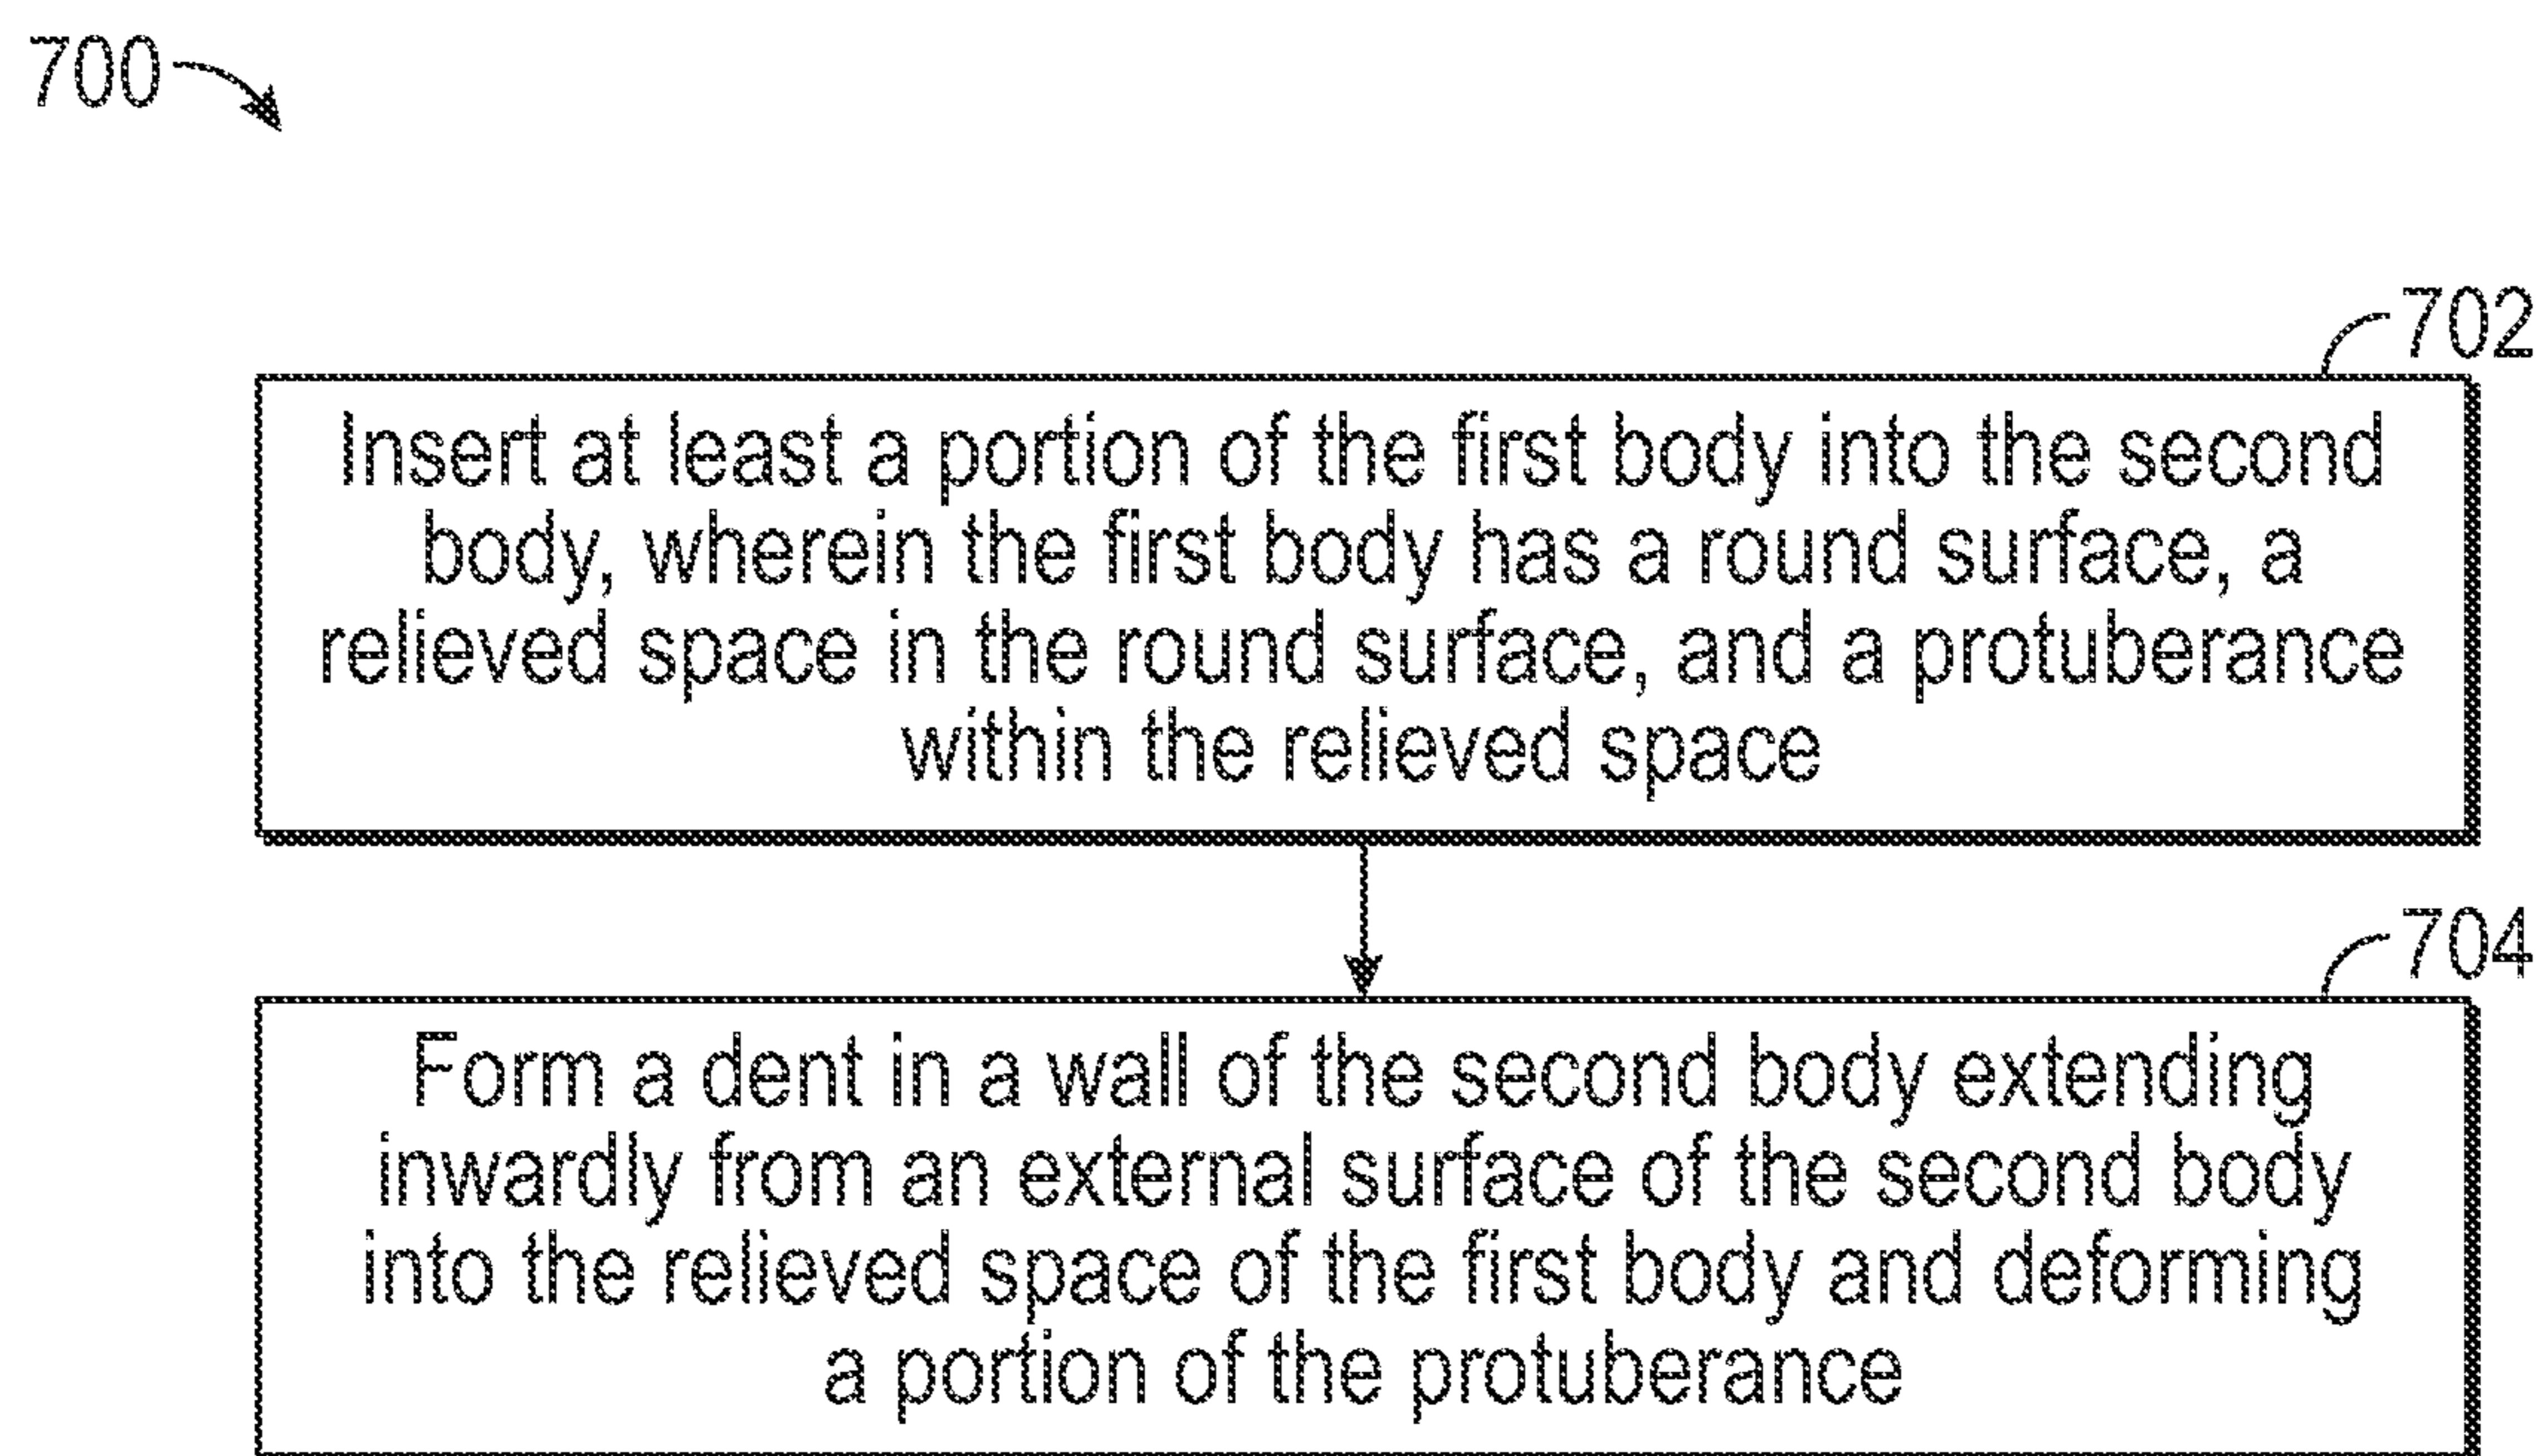 700
702
Insert at least a portion of the first body into the second
body, wherein the first body has a round surface, a
relieved space in the round surface, and a protuberance
within the relieved space
704
Form a dent in a wall of the second body extending
inwardly from an external surface of the second body
into the relieved space of the first body and deforming
a portion of the protuberance